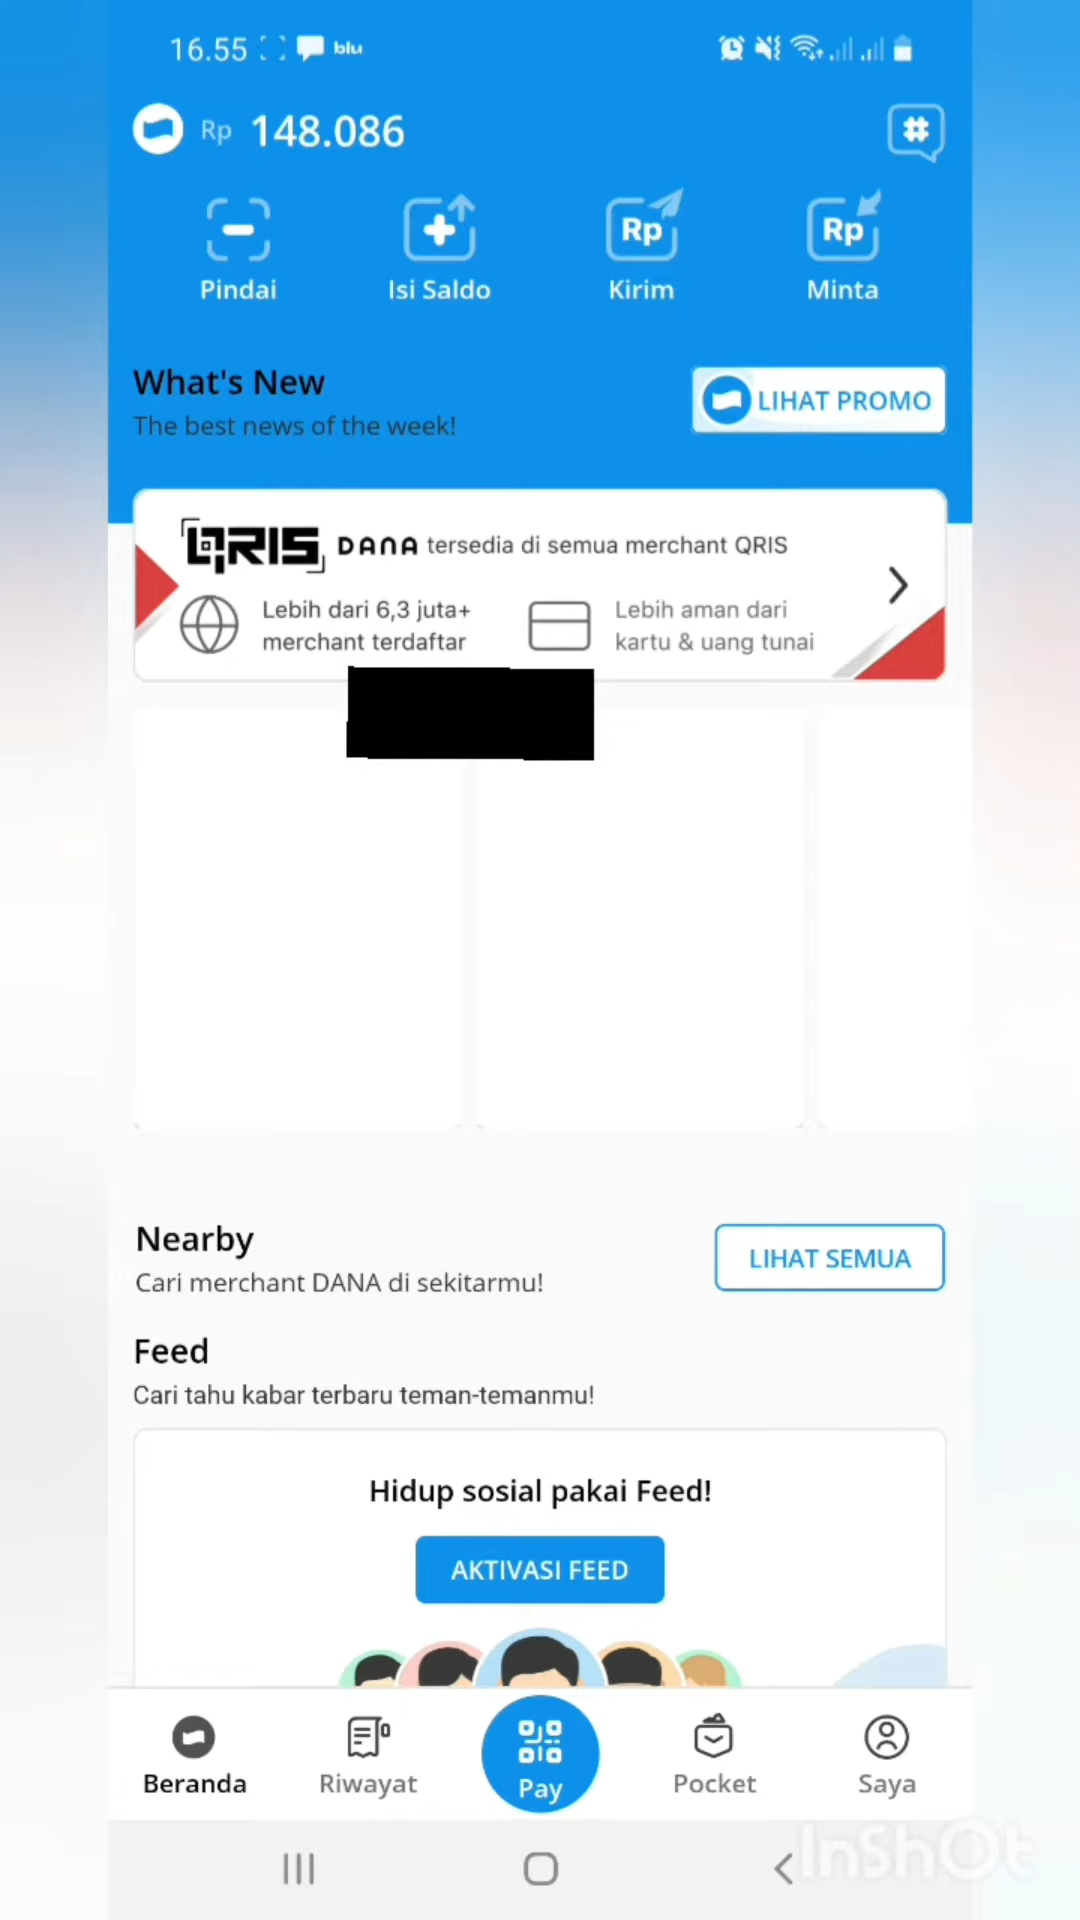 16.55 blu
Rp 148.086
Pindai
Isi Saldo
Rp
Kirim
Rp
Minta
What's New
The best news of the week!
LIHAT PROMO
QRIS DANA tersedia di semua merchant QRIS
Lebih dari 6,3 juta+
merchant terdaftar
Lebih aman dari
kartu & uang tunai
Nearby
Cari merchant DANA di sekitarmu!
LIHAT SEMUA
Feed
Cari tahu kabar terbaru teman-temanmu!
Hidup sosial pakai Feed!
AKTIVASI FEED
Beranda
Riwayat
Pay
Pocket
Saya
InShOt